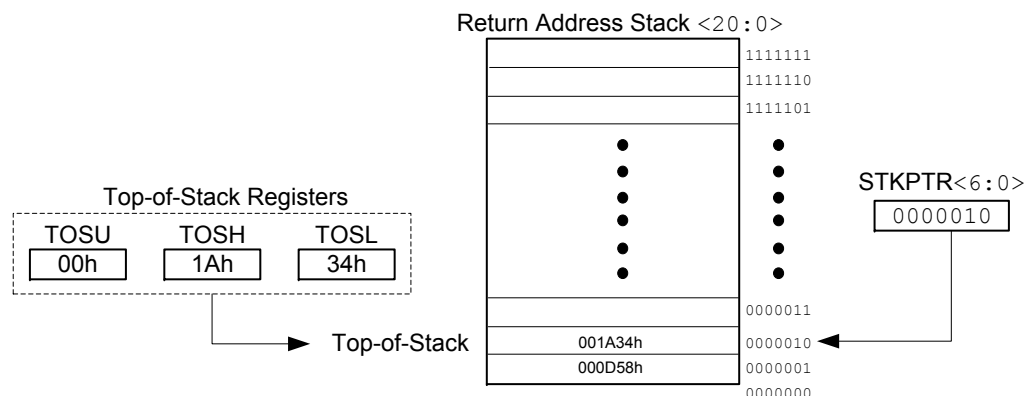 Return Address Stack <20:0>
1111111
1111110
1111101
STKPTR<6:0>
0000010
Top-of-Stack Registers
TOSU TOSH TOSL
00h 1Ah 34h
0000011
Top-of-Stack 001A34h 0000010
000D58h 0000001
0000000